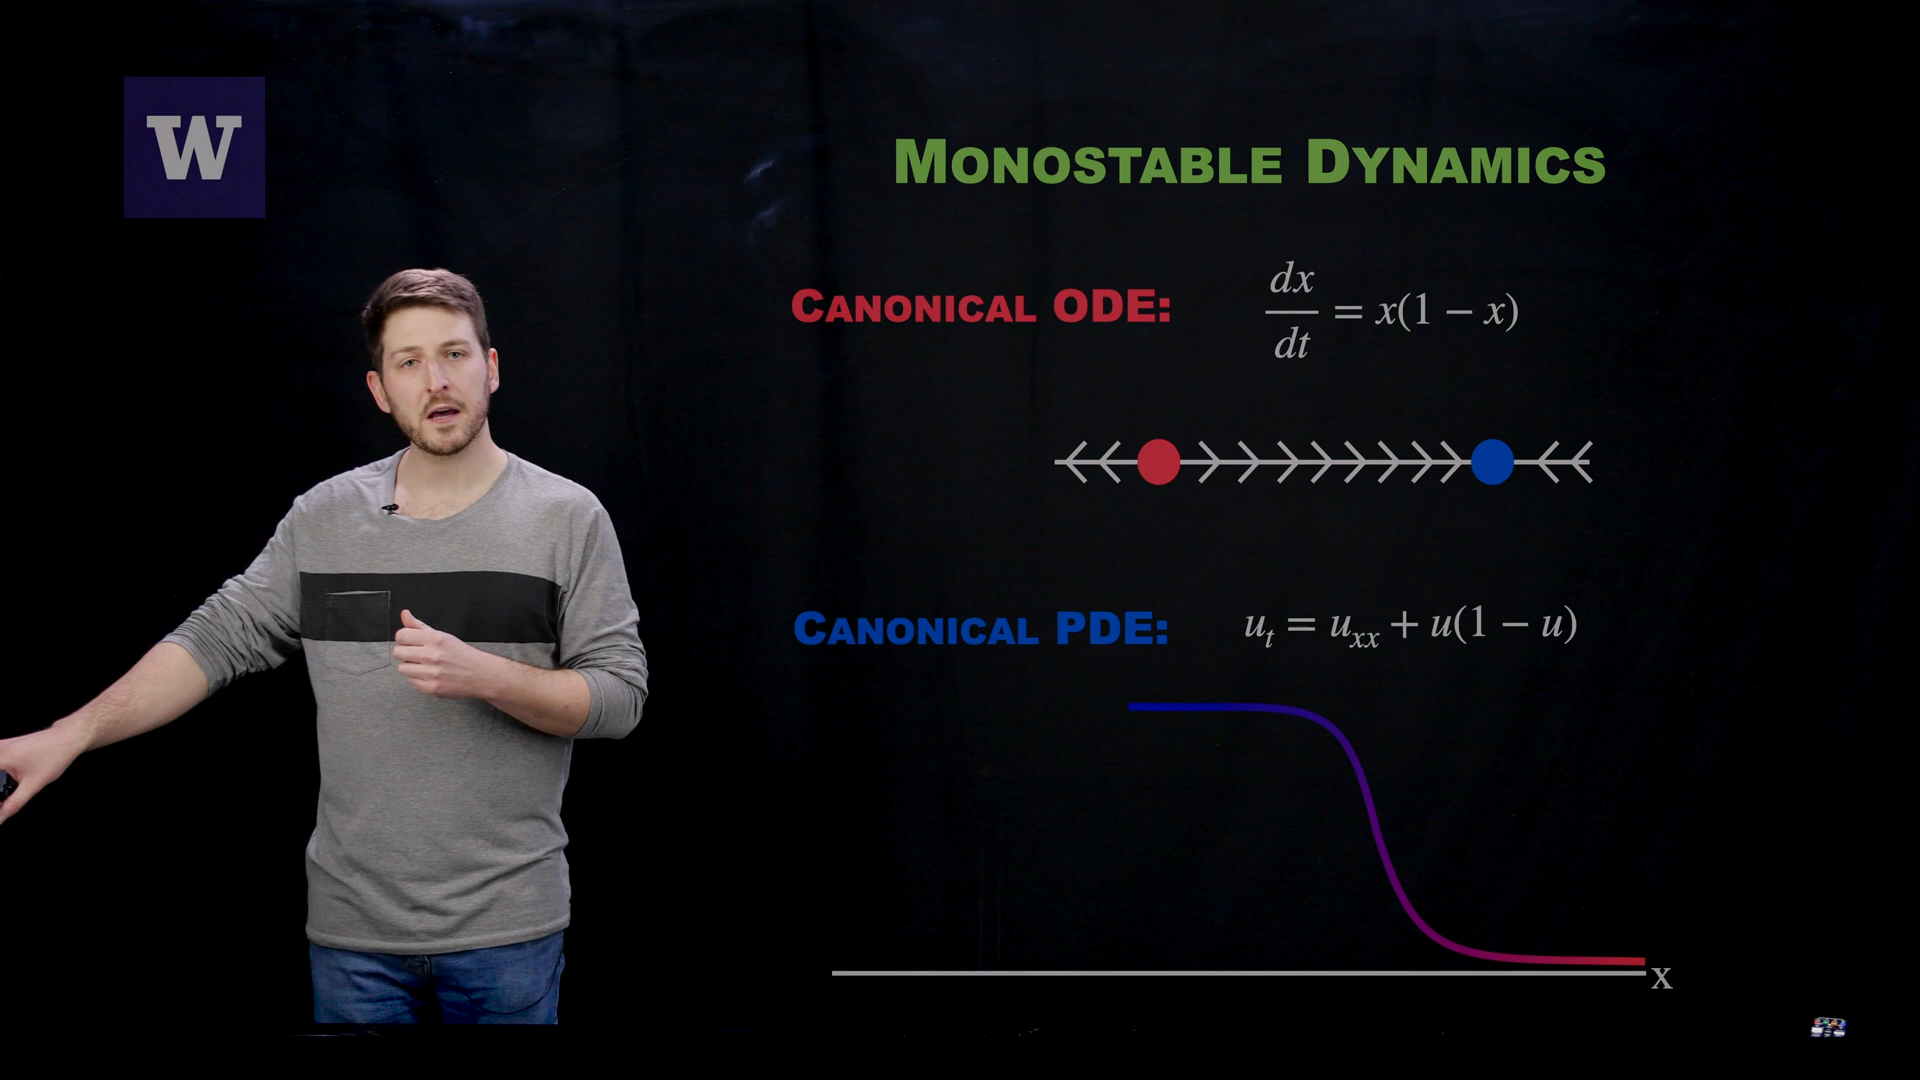 W
MONOSTABLE DYNAMICS
CANONICAL ODE: dx/dt = x(1 − x)
CANONICAL PDE: u_t = u_xx + u(1 − u)
x